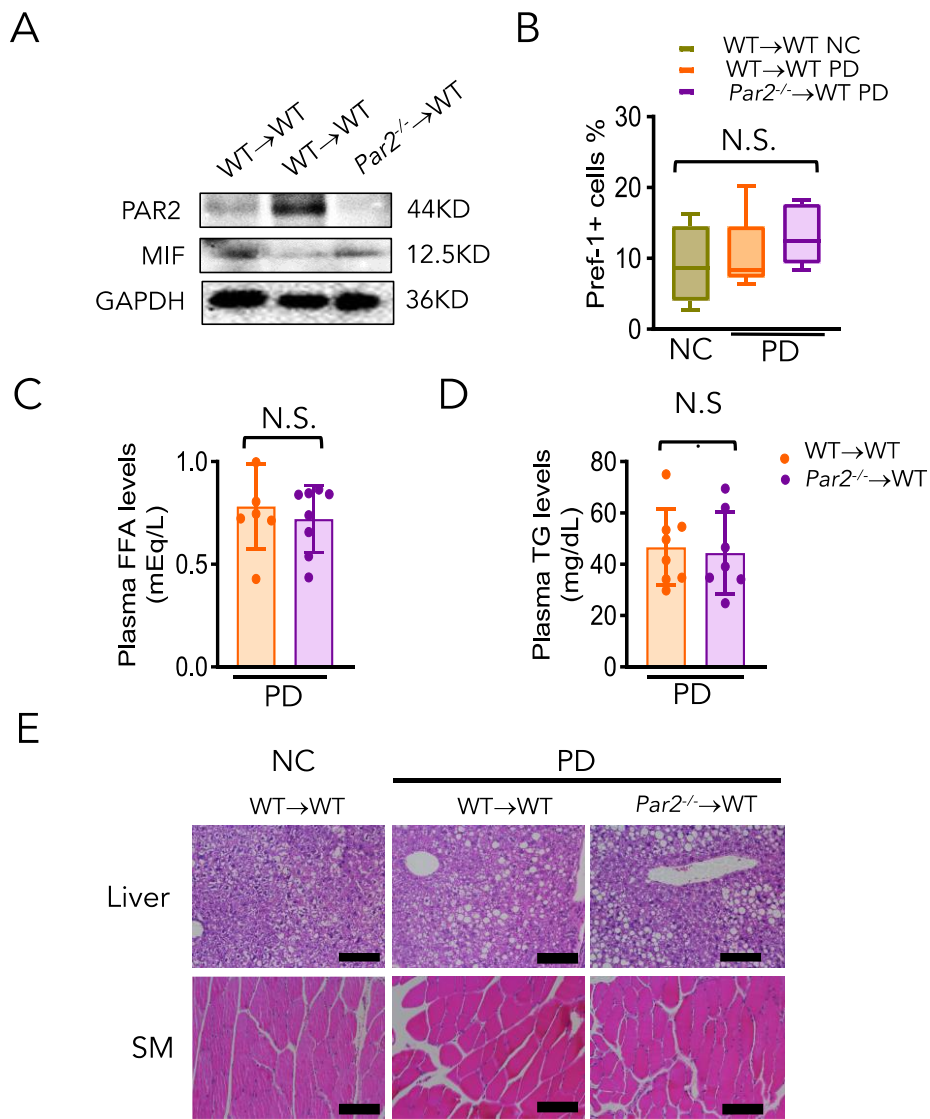 A
WT→WT
WT→WT
Par2-/-→WT
PAR2
44KD
MIF
12.5KD
GAPDH
36KD
B
WT→WT NC
WT→WT PD
Par2-/-→WT PD
Pref-1+ cells %
30
20
10
0
N.S.
NC
PD
C
Plasma FFA levels
(mEq/L)
1.0
0.5
0.0
N.S.
PD
D
Plasma TG levels
(mg/dL)
80
60
40
20
0
N.S
PD
WT→WT
Par2-/-→WT
E
NC
PD
WT→WT
WT→WT
Par2-/-→WT
Liver
SM